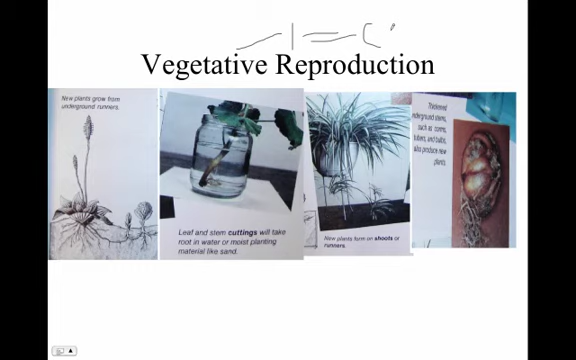 Vegetative Reproduction
New plants grow from
underground runners.
Leaf and stem cuttings will take
root in water or moist planting
material like sand.
New plants form on shoots or
runners.
Thickened
underground stems,
such as corms,
tubers, and bulbs,
also produce new
plants